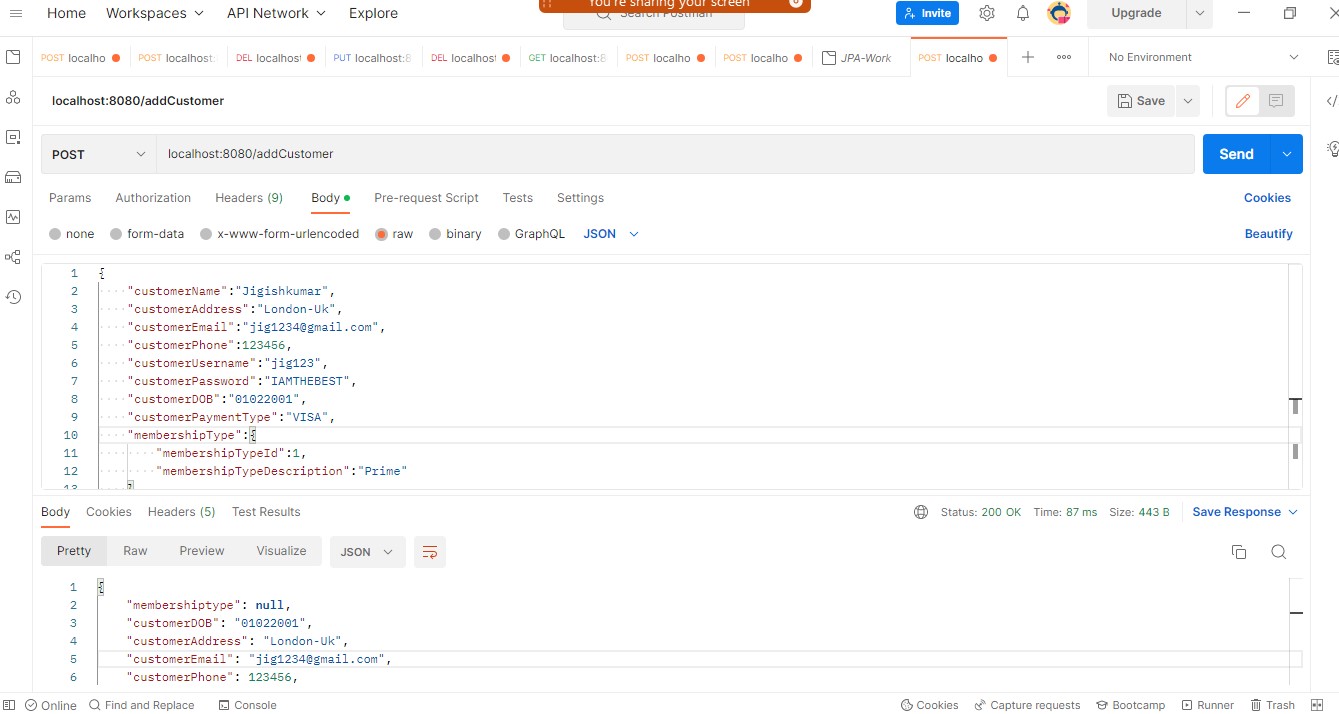 You're sharing your screen
Home Workspaces API Network Explore Search Postman Invite Upgrade
POST localho POST localhost: DEL localhost PUT localhost:8 DEL localhost GET localhost:8 POST localho POST localho JPA-Work POST localho No Environment
localhost:8080/addCustomer Save
POST localhost:8080/addCustomer Send
Params Authorization Headers (9) Body Pre-request Script Tests Settings Cookies
none form-data x-www-form-urlencoded raw binary GraphQL JSON Beautify
1 {
2 "customerName":"Jigishkumar",
3 "customerAddress":"London-Uk",
4 "customerEmail":"jig1234@gmail.com",
5 "customerPhone":123456,
6 "customerUsername":"jig123",
7 "customerPassword":"IAMTHEBEST",
8 "customerDOB":"01022001",
9 "customerPaymentType":"VISA",
10 "membershipType":{
11 "membershipTypeId":1,
12 "membershipTypeDescription":"Prime"
13 }
Body Cookies Headers (5) Test Results Status: 200 OK Time: 87 ms Size: 443 B Save Response
Pretty Raw Preview Visualize JSON
1 {
2 "membershiptype": null,
3 "customerDOB": "01022001",
4 "customerAddress": "London-Uk",
5 "customerEmail": "jig1234@gmail.com",
6 "customerPhone": 123456,
Online Find and Replace Console Cookies Capture requests Bootcamp Runner Trash